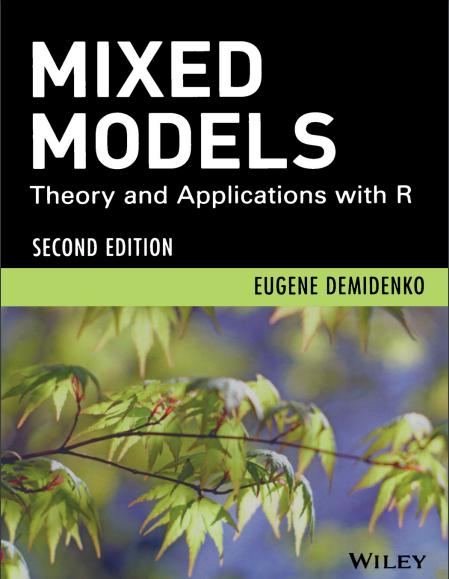 MIXED
MODELS
Theory and Applications with R
SECOND EDITION
EUGENE DEMIDENKO
WILEY